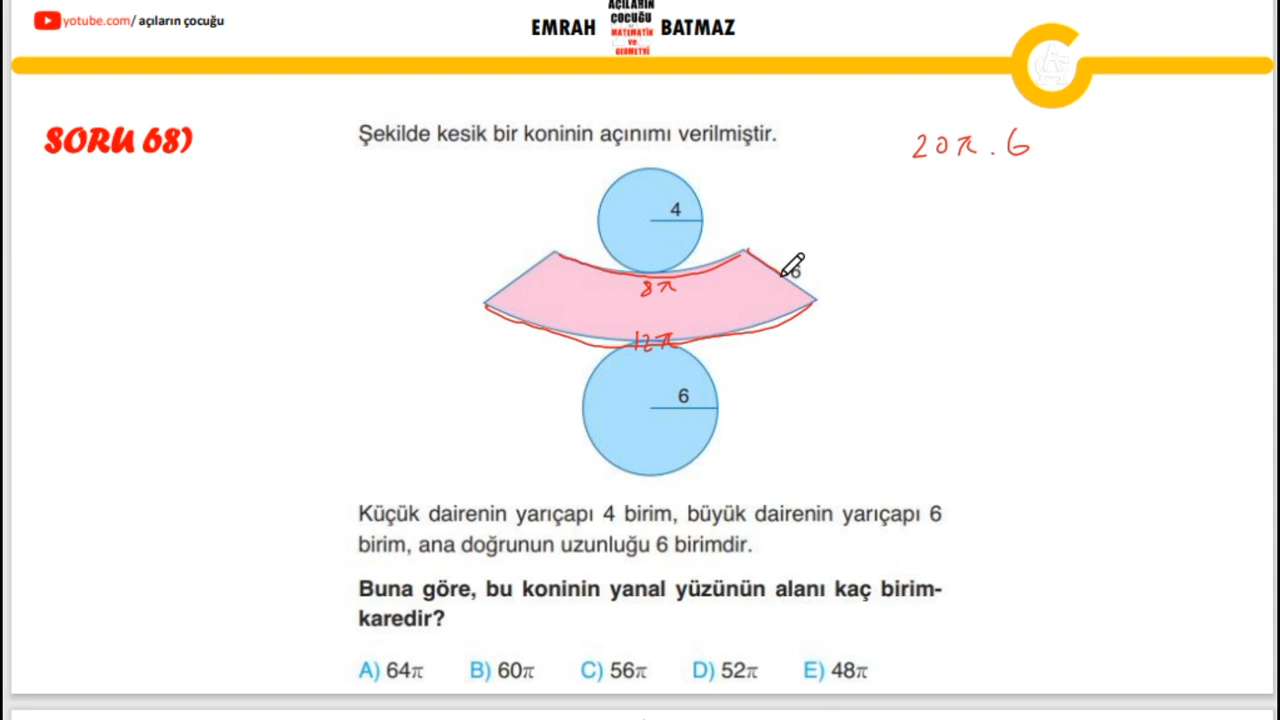 yotube.com/ açıların çocuğu
EMRAH
AÇILARIN
ÇOCUĞU
MATEMATİK
ve
GEOMETRİ
BATMAZ
SORU 68)
Şekilde kesik bir koninin açınımı verilmiştir.
20π . 6
4
6
8π
12π
6
Küçük dairenin yarıçapı 4 birim, büyük dairenin yarıçapı 6
birim, ana doğrunun uzunluğu 6 birimdir.
Buna göre, bu koninin yanal yüzünün alanı kaç birim-
karedir?
A) 64π B) 60π C) 56π D) 52π E) 48π